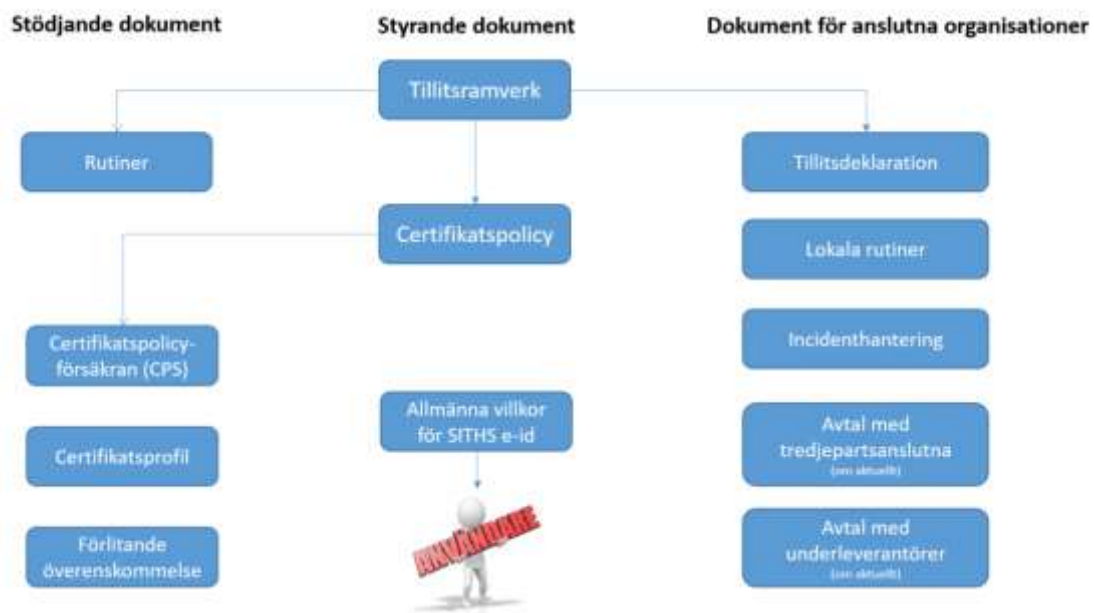 Stödjande dokument
Styrande dokument
Dokument för anslutna organisationer
Tillitsramverk
Rutiner
Tillitsdeklaration
Certifikatspolicy
Lokala rutiner
Certifikatspolicy-
försäkran (CPS)
Incidenthantering
Allmänna villkor
för SITHS e-id
Avtal med
tredjepartsanslutna
(om aktuellt)
Certifikatsprofil
ANVÄNDARE
Förlitande
överenskommelse
Avtal med
underleverantörer
(om aktuellt)